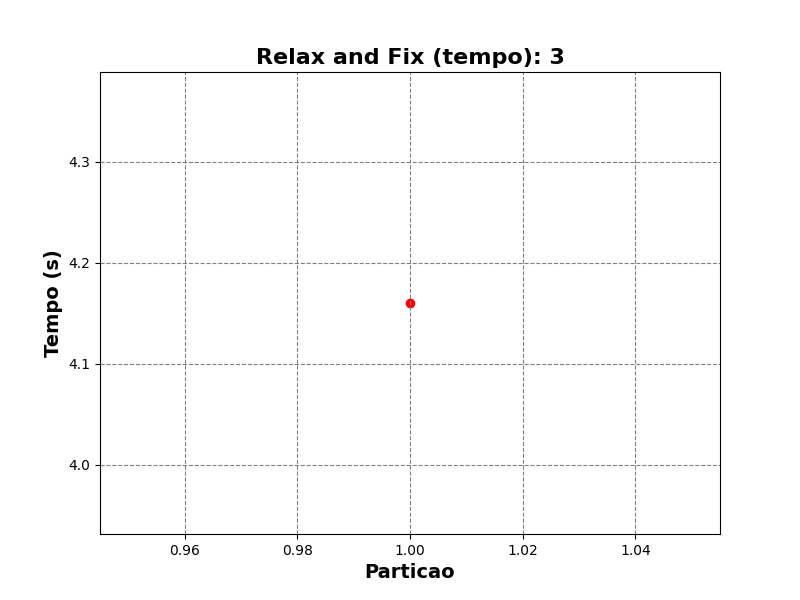 Relax and Fix (tempo): 3
4.3
4.2
4.1
4.0
Tempo (s)
0.96 0.98 1.00 1.02 1.04
Particao